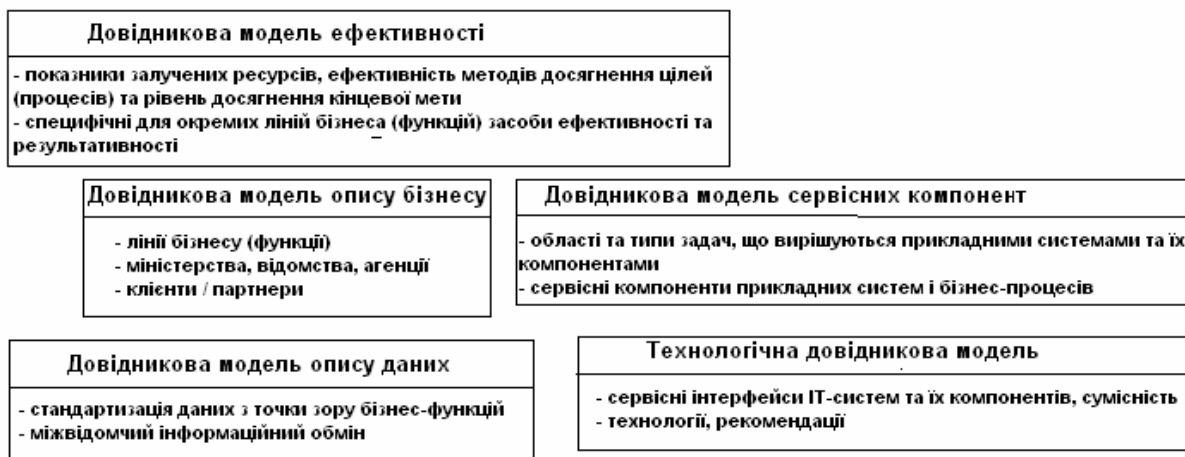 Довідникова модель ефективності
- показники залучених ресурсів, ефективність методів досягнення цілей
(процесів) та рівень досягнення кінцевої мети
- специфічні для окремих ліній бізнеса (функцій) засоби ефективності та
результативності
Довідникова модель опису бізнесу
- лінії бізнесу (функції)
- міністерства, відомства, агенції
- клієнти / партнери
Довідникова модель сервісних компонент
- області та типи задач, що вирішуються прикладними системами та їх
компонентами
- сервісні компоненти прикладних систем і бізнес-процесів
Довідникова модель опису даних
- стандартизація даних з точки зору бізнес-функцій
- міжвідомчий інформаційний обмін
Технологічна довідникова модель
- сервісні інтерфейси ІТ-систем та їх компонентів, сумісність
- технології, рекомендації